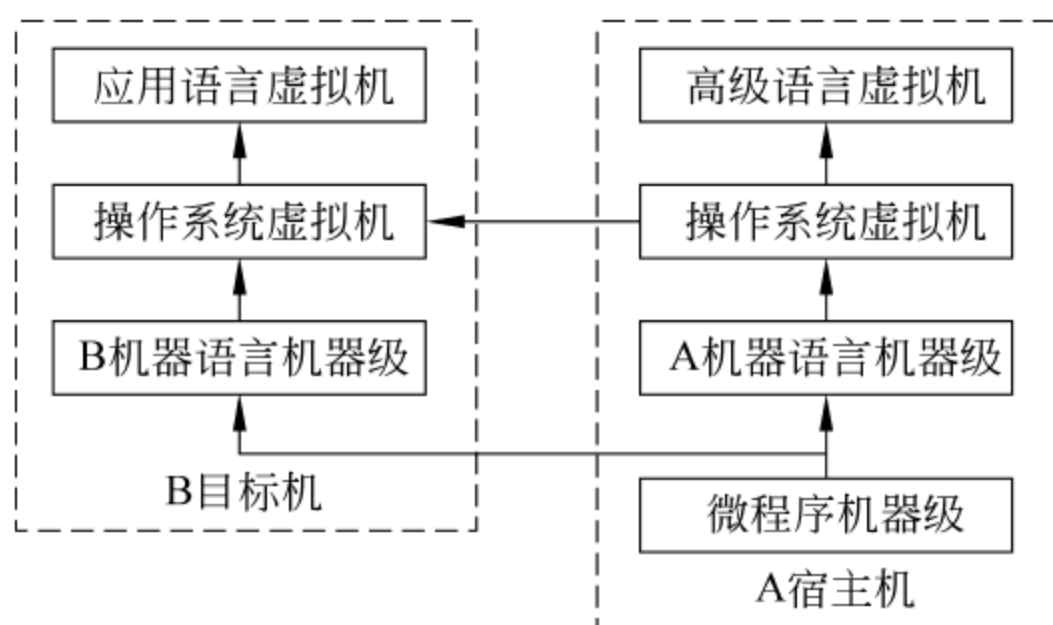 应用语言虚拟机
高级语言虚拟机
操作系统虚拟机
操作系统虚拟机
B机器语言机器级
A机器语言机器级
B目标机
微程序机器级
A宿主机